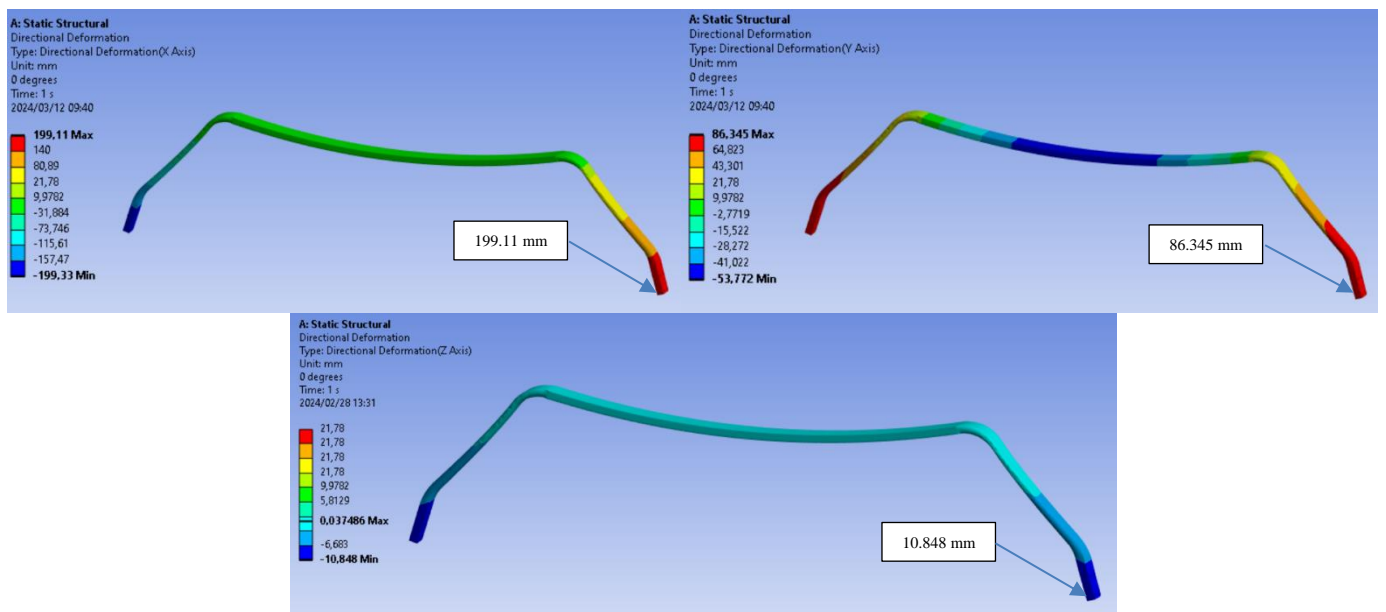 A: Static Structural
Directional Deformation
Type: Directional Deformation(X Axis)
Unit: mm
0 degrees
Time: 1 s
2024/03/12 09:40
199,11 Max
140
80,89
21,78
9,9782
-31,884
-73,746
-115,61
-157,47
-199,33 Min
199.11 mm
A: Static Structural
Directional Deformation
Type: Directional Deformation(Y Axis)
Unit: mm
0 degrees
Time: 1 s
2024/03/12 09:40
86,345 Max
64,823
43,301
21,78
9,9782
-2,7719
-15,522
-28,272
-41,022
-53,772 Min
86.345 mm
A: Static Structural
Directional Deformation
Type: Directional Deformation(Z Axis)
Unit: mm
0 degrees
Time: 1 s
2024/02/28 13:31
21,78
21,78
21,78
21,78
9,9782
5,8129
0,037486 Max
-6,683
-10,848 Min
10.848 mm